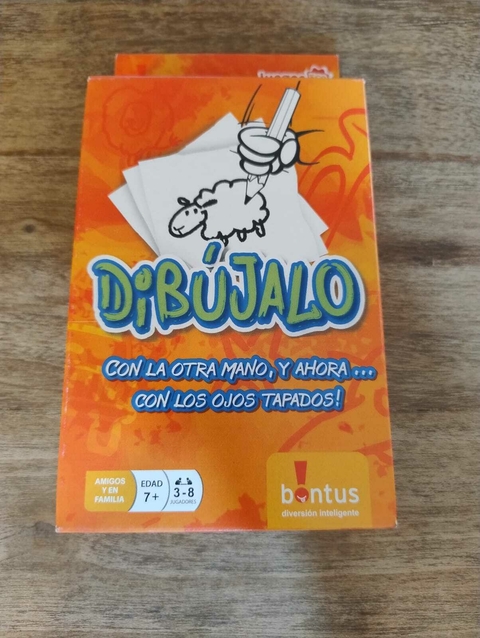 DIBÚJALO
CON LA OTRA MANO, Y AHORA...
CON LOS OJOS TAPADOS!
AMIGOS
Y EN
FAMILIA
EDAD
7+
3-8
JUGADORES
bontus
diversión inteligente